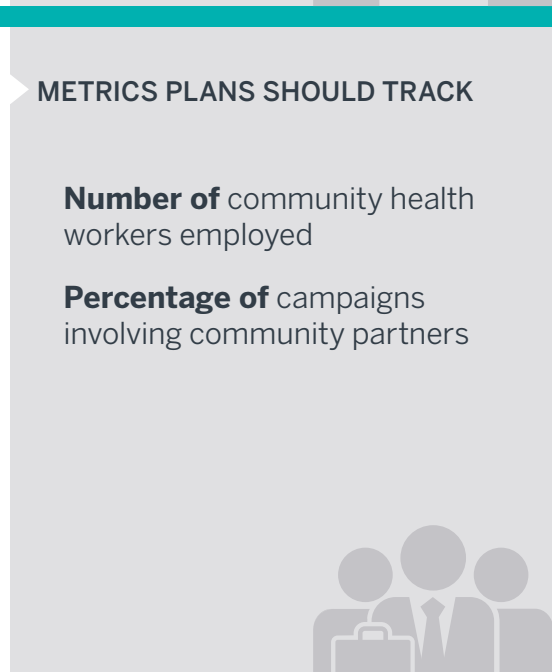 METRICS PLANS SHOULD TRACK
Number of community health
workers employed
Percentage of campaigns
involving community partners